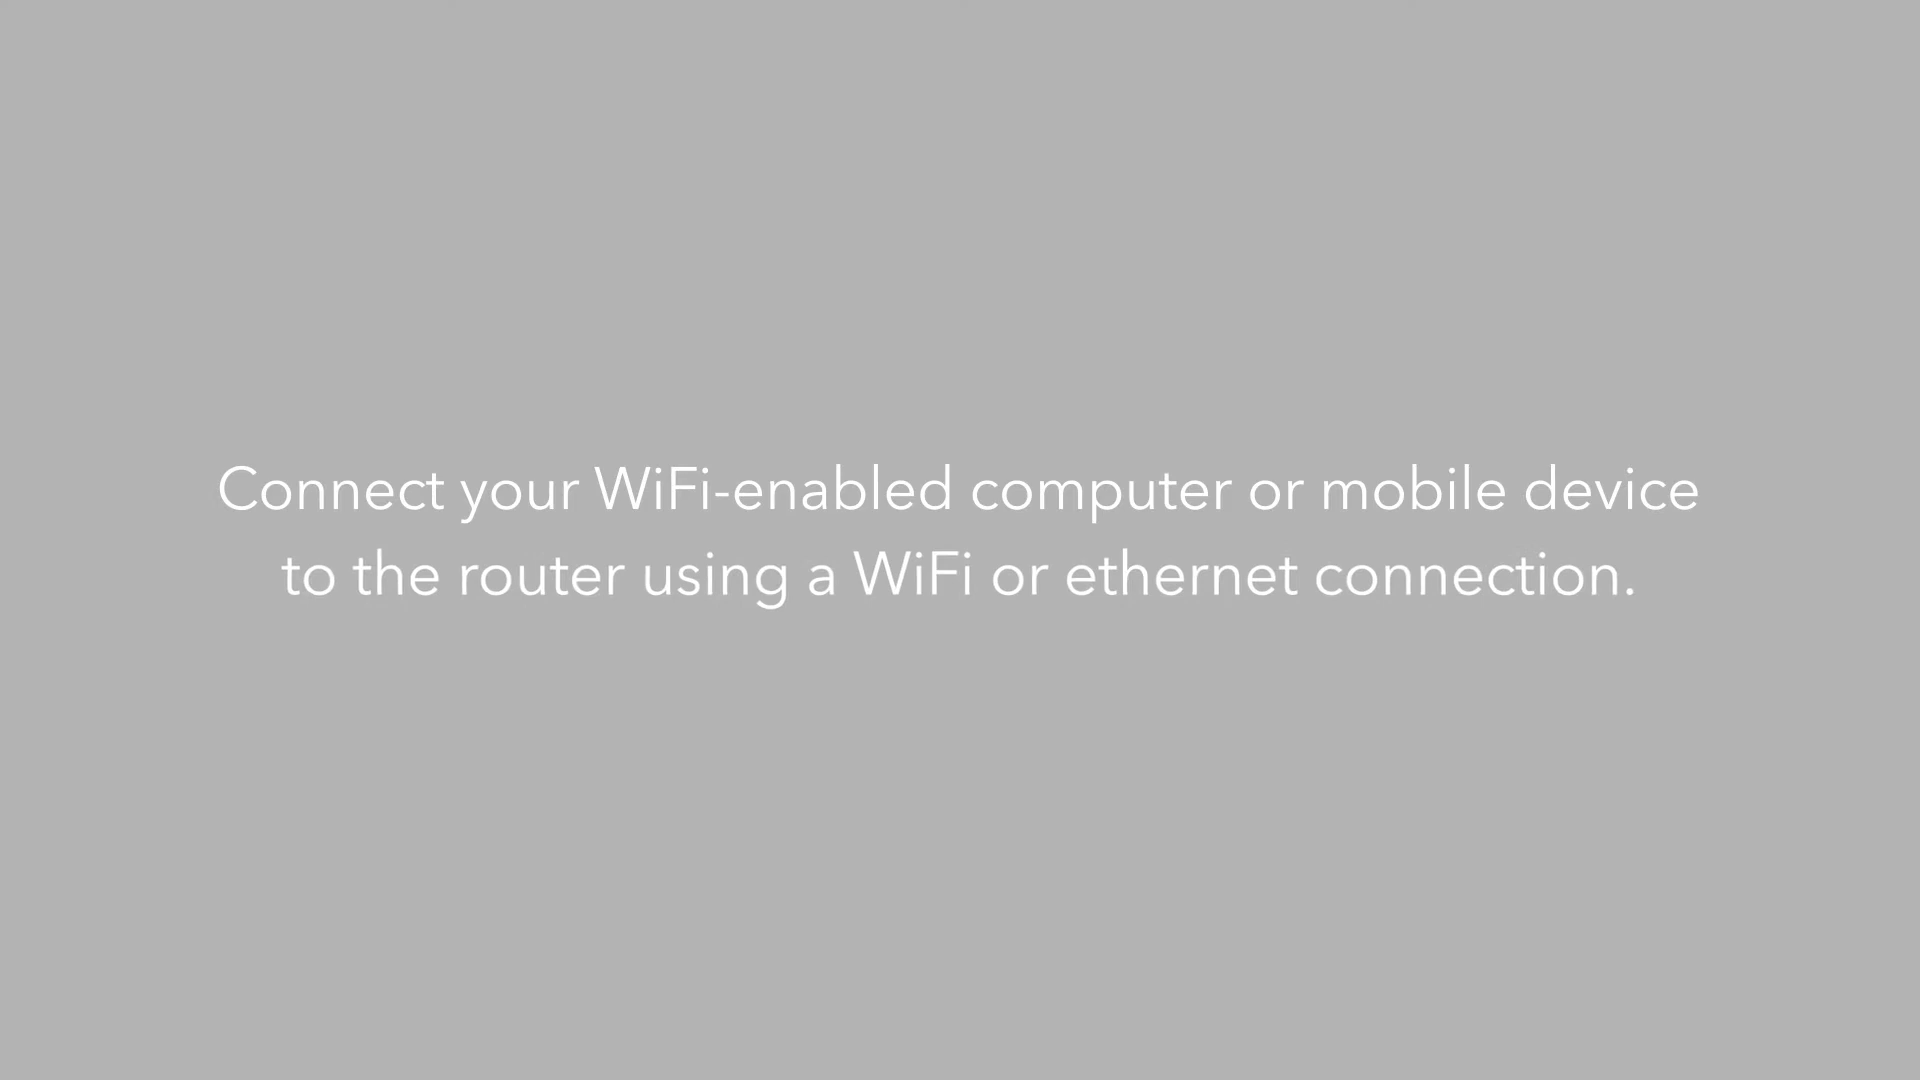 Connect your WiFi-enabled computer or mobile device
to the router using a WiFi or ethernet connection.